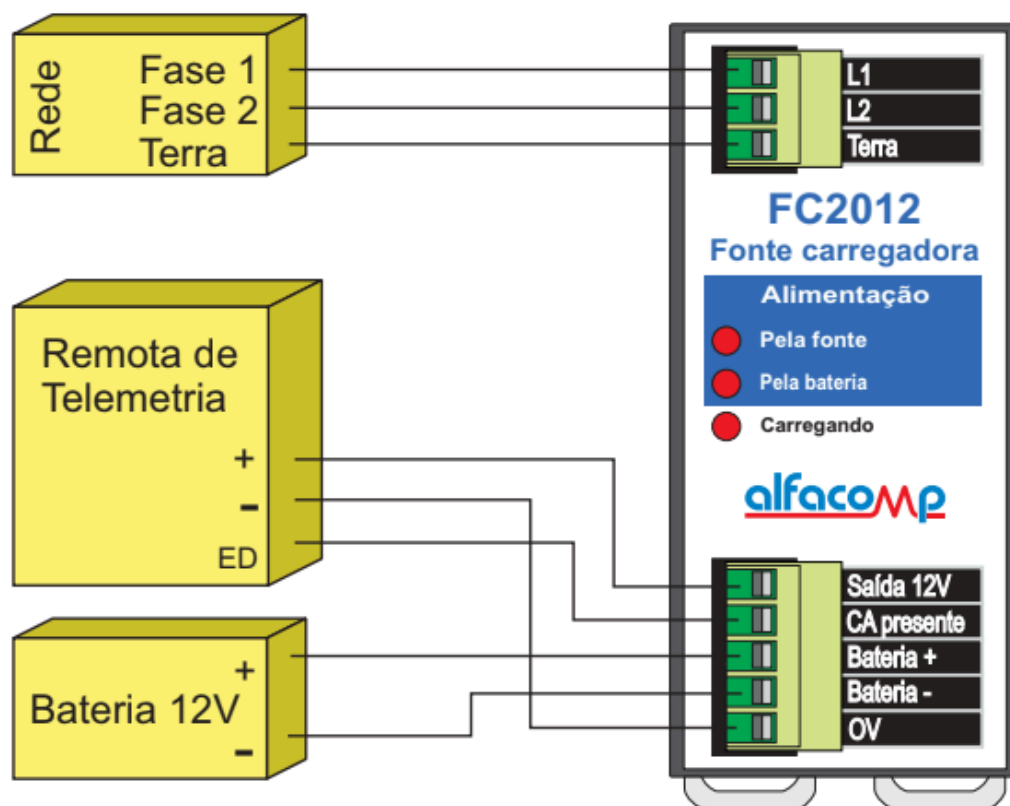 Rede
Fase 1
Fase 2
Terra
Remota de
Telemetria
+
-
ED
Bateria 12V
+
-
L1
L2
Terra
FC2012
Fonte carregadora
Alimentação
Pela fonte
Pela bateria
Carregando
alfacomp
Saída 12V
CA presente
Bateria +
Bateria -
0V